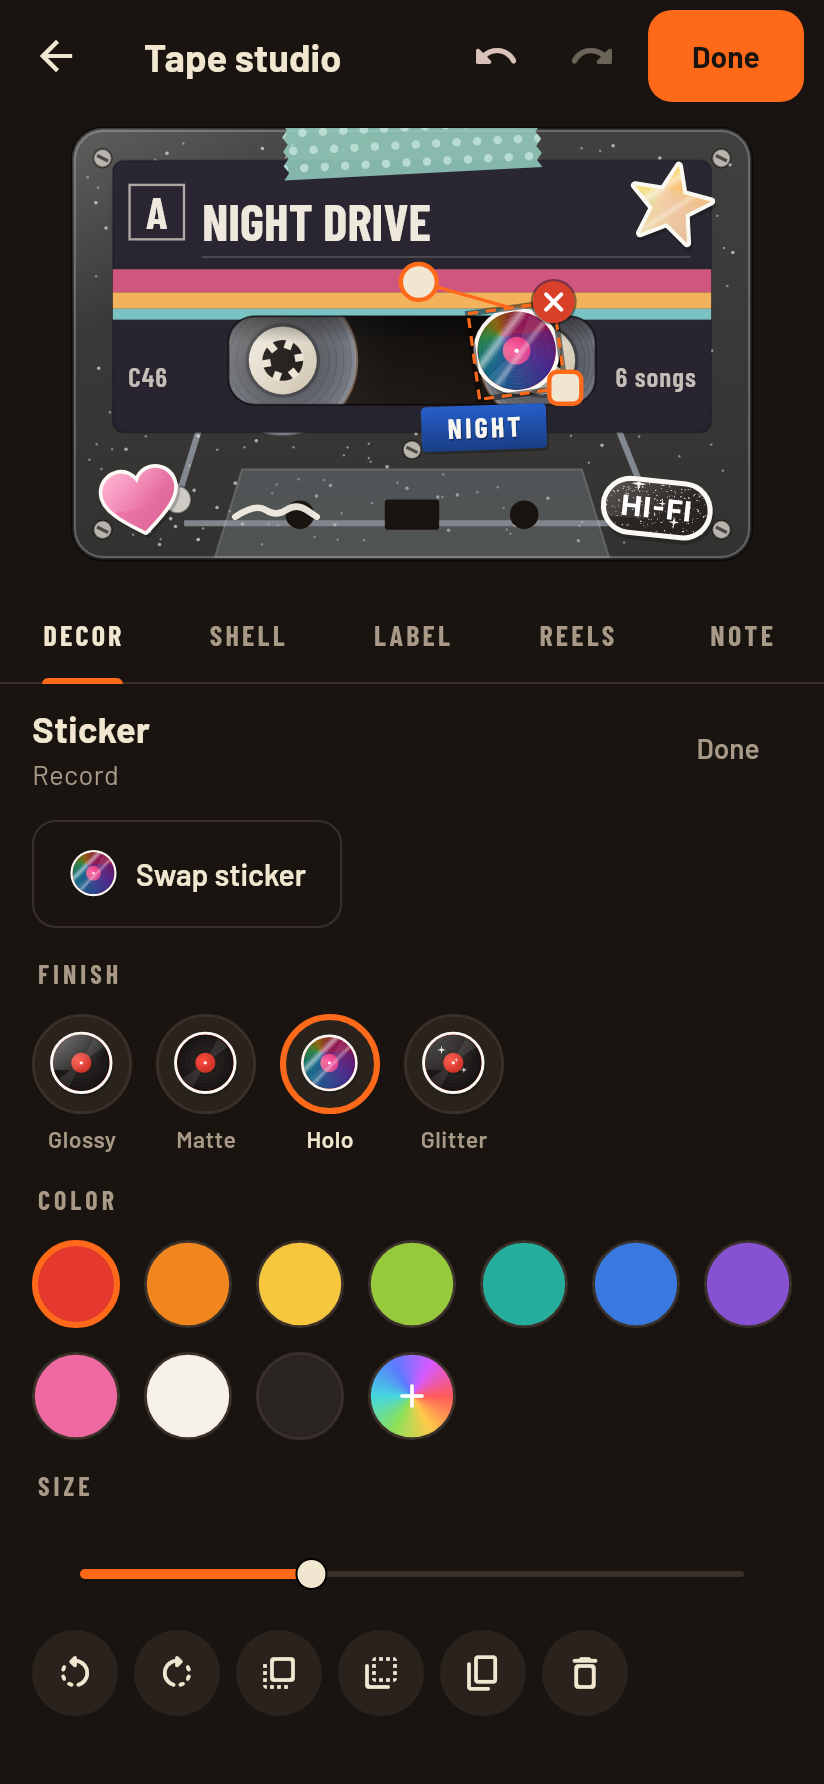 Tape studio
Done
A
NIGHT DRIVE
C46
6 songs
NIGHT
HI-FI
DECOR
SHELL
LABEL
REELS
NOTE
Sticker
Record
Done
Swap sticker
FINISH
Glossy
Matte
Holo
Glitter
COLOR
SIZE